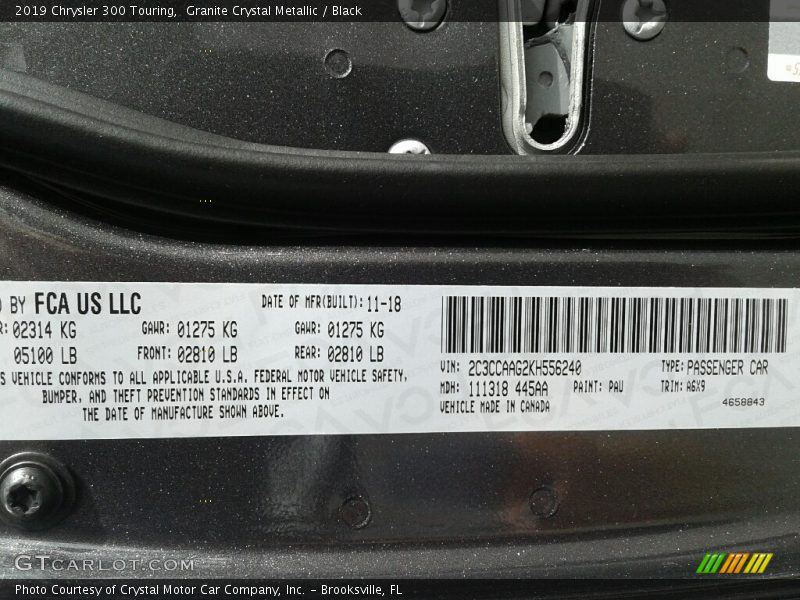 2019 Chrysler 300 Touring, Granite Crystal Metallic / Black
BY FCA US LLC
DATE OF MFR(BUILT): 11-18
02314 KG GAWR: 01275 KG GAWR: 01275 KG
05100 LB FRONT: 02810 LB REAR: 02810 LB
VEHICLE CONFORMS TO ALL APPLICABLE U.S.A. FEDERAL MOTOR VEHICLE SAFETY,
BUMPER, AND THEFT PREVENTION STANDARDS IN EFFECT ON
THE DATE OF MANUFACTURE SHOWN ABOVE.
VIN: 2C3CCAAG2KH556240 TYPE: PASSENGER CAR
MDH: 111318 445AA PAINT: PAU TRIM: A6X9
VEHICLE MADE IN CANADA 4658843
GTCARLOT.COM
Photo Courtesy of Crystal Motor Car Company, Inc. – Brooksville, FL